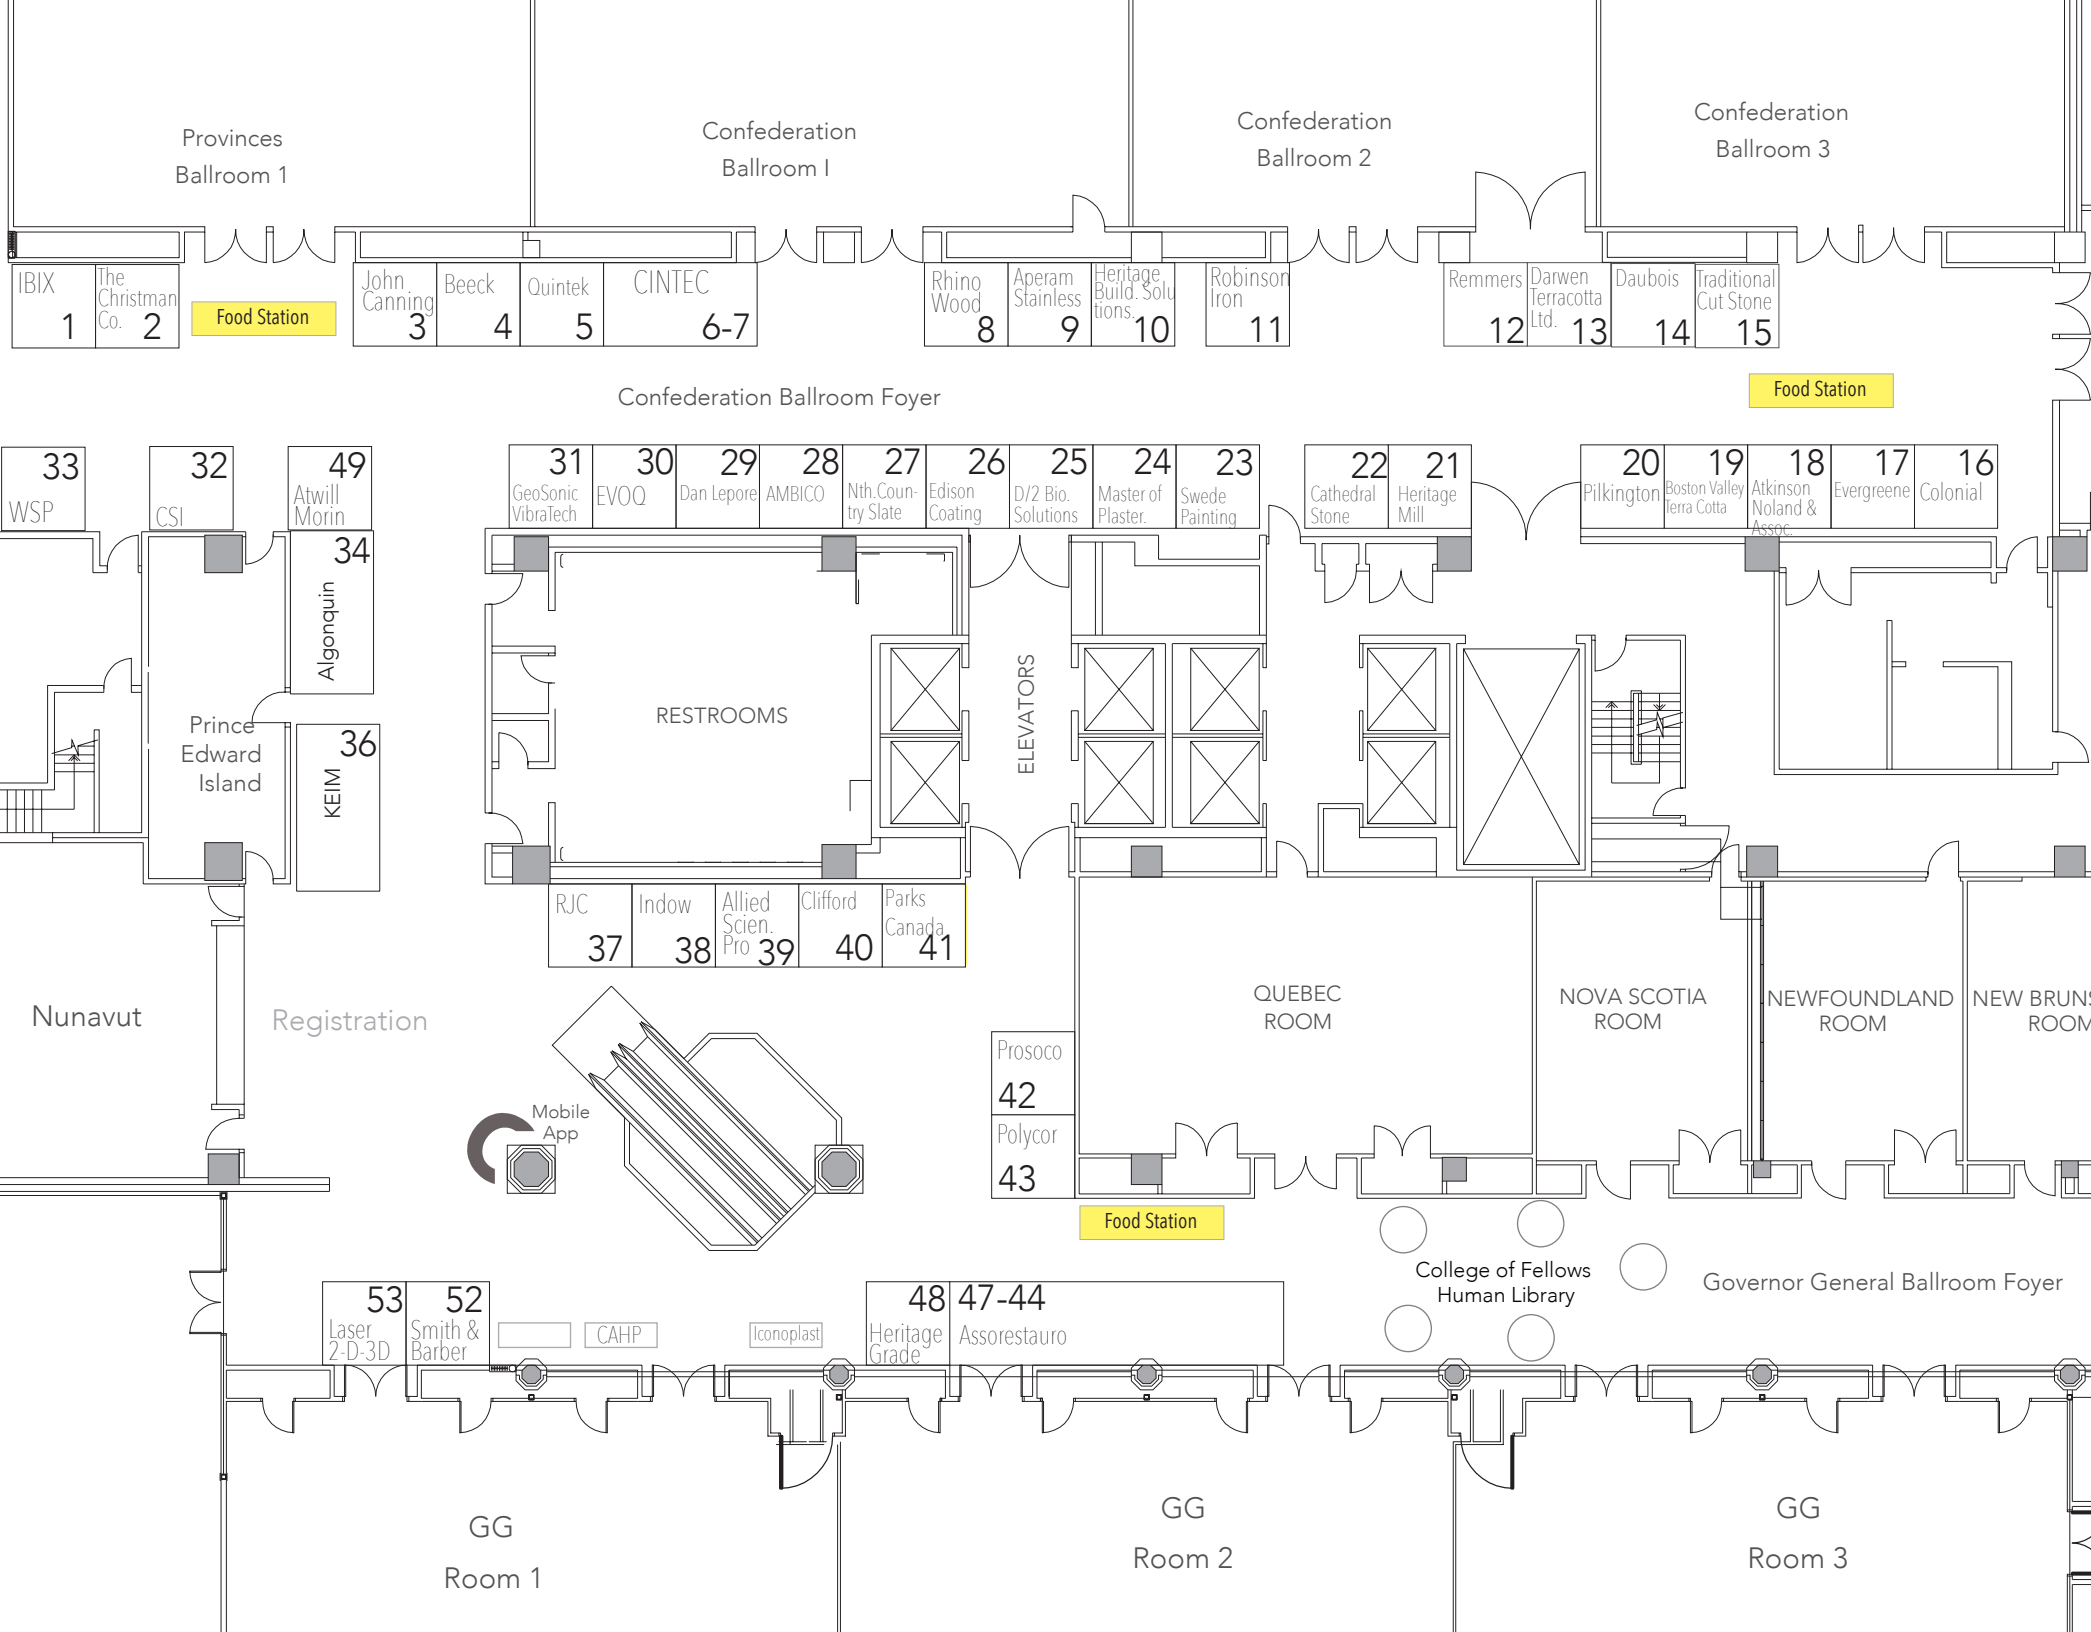 Provinces
Ballroom 1
Confederation
Ballroom I
Confederation
Ballroom 2
Confederation
Ballroom 3
IBIX
1
The
Christman
Co.
2
Food Station
John
Canning
3
Beeck
4
Quintek
5
CINTEC
6-7
Rhino
Wood
8
Aperam
Stainless
9
Heritage
Build. Solu
tions.
10
Robinson
Iron
11
Remmers
12
Darwen
Terracotta
Ltd.
13
Daubois
14
Traditional
Cut Stone
15
Confederation Ballroom Foyer
Food Station
33
WSP
32
CSI
49
Atwill
Morin
31
GeoSonic
VibraTech
30
EVOQ
29
Dan Lepore
28
AMBICO
27
Nth.Coun-
try Slate
26
Edison
Coating
25
D/2 Bio.
Solutions
24
Master of
Plaster.
23
Swede
Painting
22
Cathedral
Stone
21
Heritage
Mill
20
Pilkington
19
Boston Valley
Terra Cotta
18
Atkinson
Noland &
Assoc.
17
Evergreene
16
Colonial
34
Algonquin
Prince
Edward
Island
36
KEIM
RESTROOMS
ELEVATORS
RJC
37
Indow
38
Allied
Scien.
Pro
39
Clifford
40
Parks
Canada
41
Nunavut
Registration
QUEBEC
ROOM
NOVA SCOTIA
ROOM
NEWFOUNDLAND
ROOM
NEW BRUNS
ROOM
Prosoco
42
Polycor
43
Mobile
App
Food Station
College of Fellows
Human Library
Governor General Ballroom Foyer
53
Laser
2-D-3D
52
Smith &
Barber
CAHP
Iconoplast
48
Heritage
Grade
47-44
Assorestauro
GG
Room 1
GG
Room 2
GG
Room 3